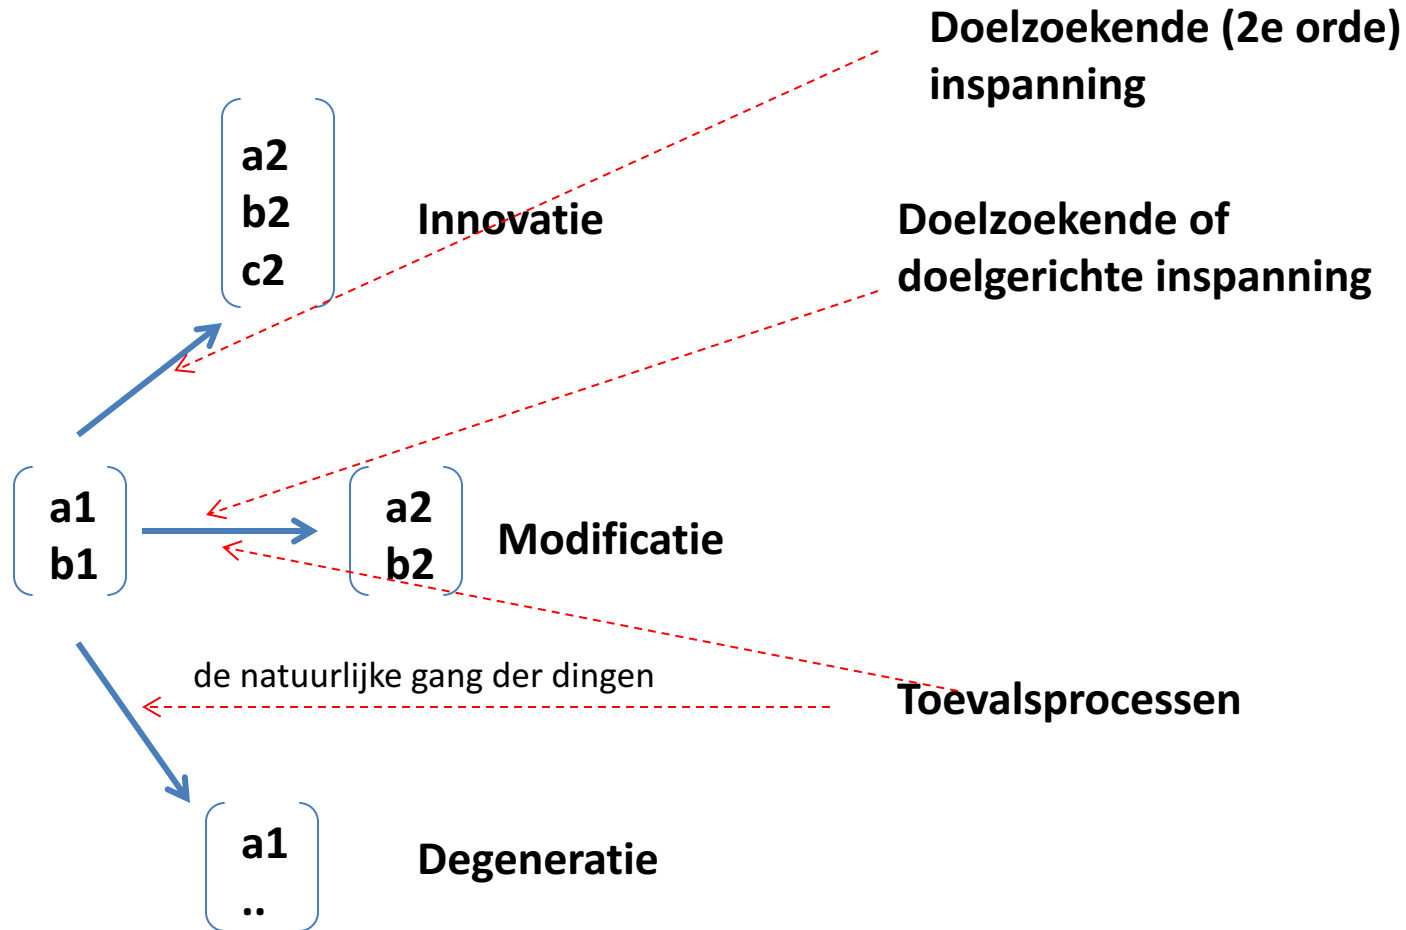 Doelzoekende (2e orde)
inspanning
a2
b2
c2
Innovatie
Doelzoekende of
doelgerichte inspanning
a1
b1
a2
b2
Modificatie
de natuurlijke gang der dingen
Toevalsprocessen
a1
..
Degeneratie